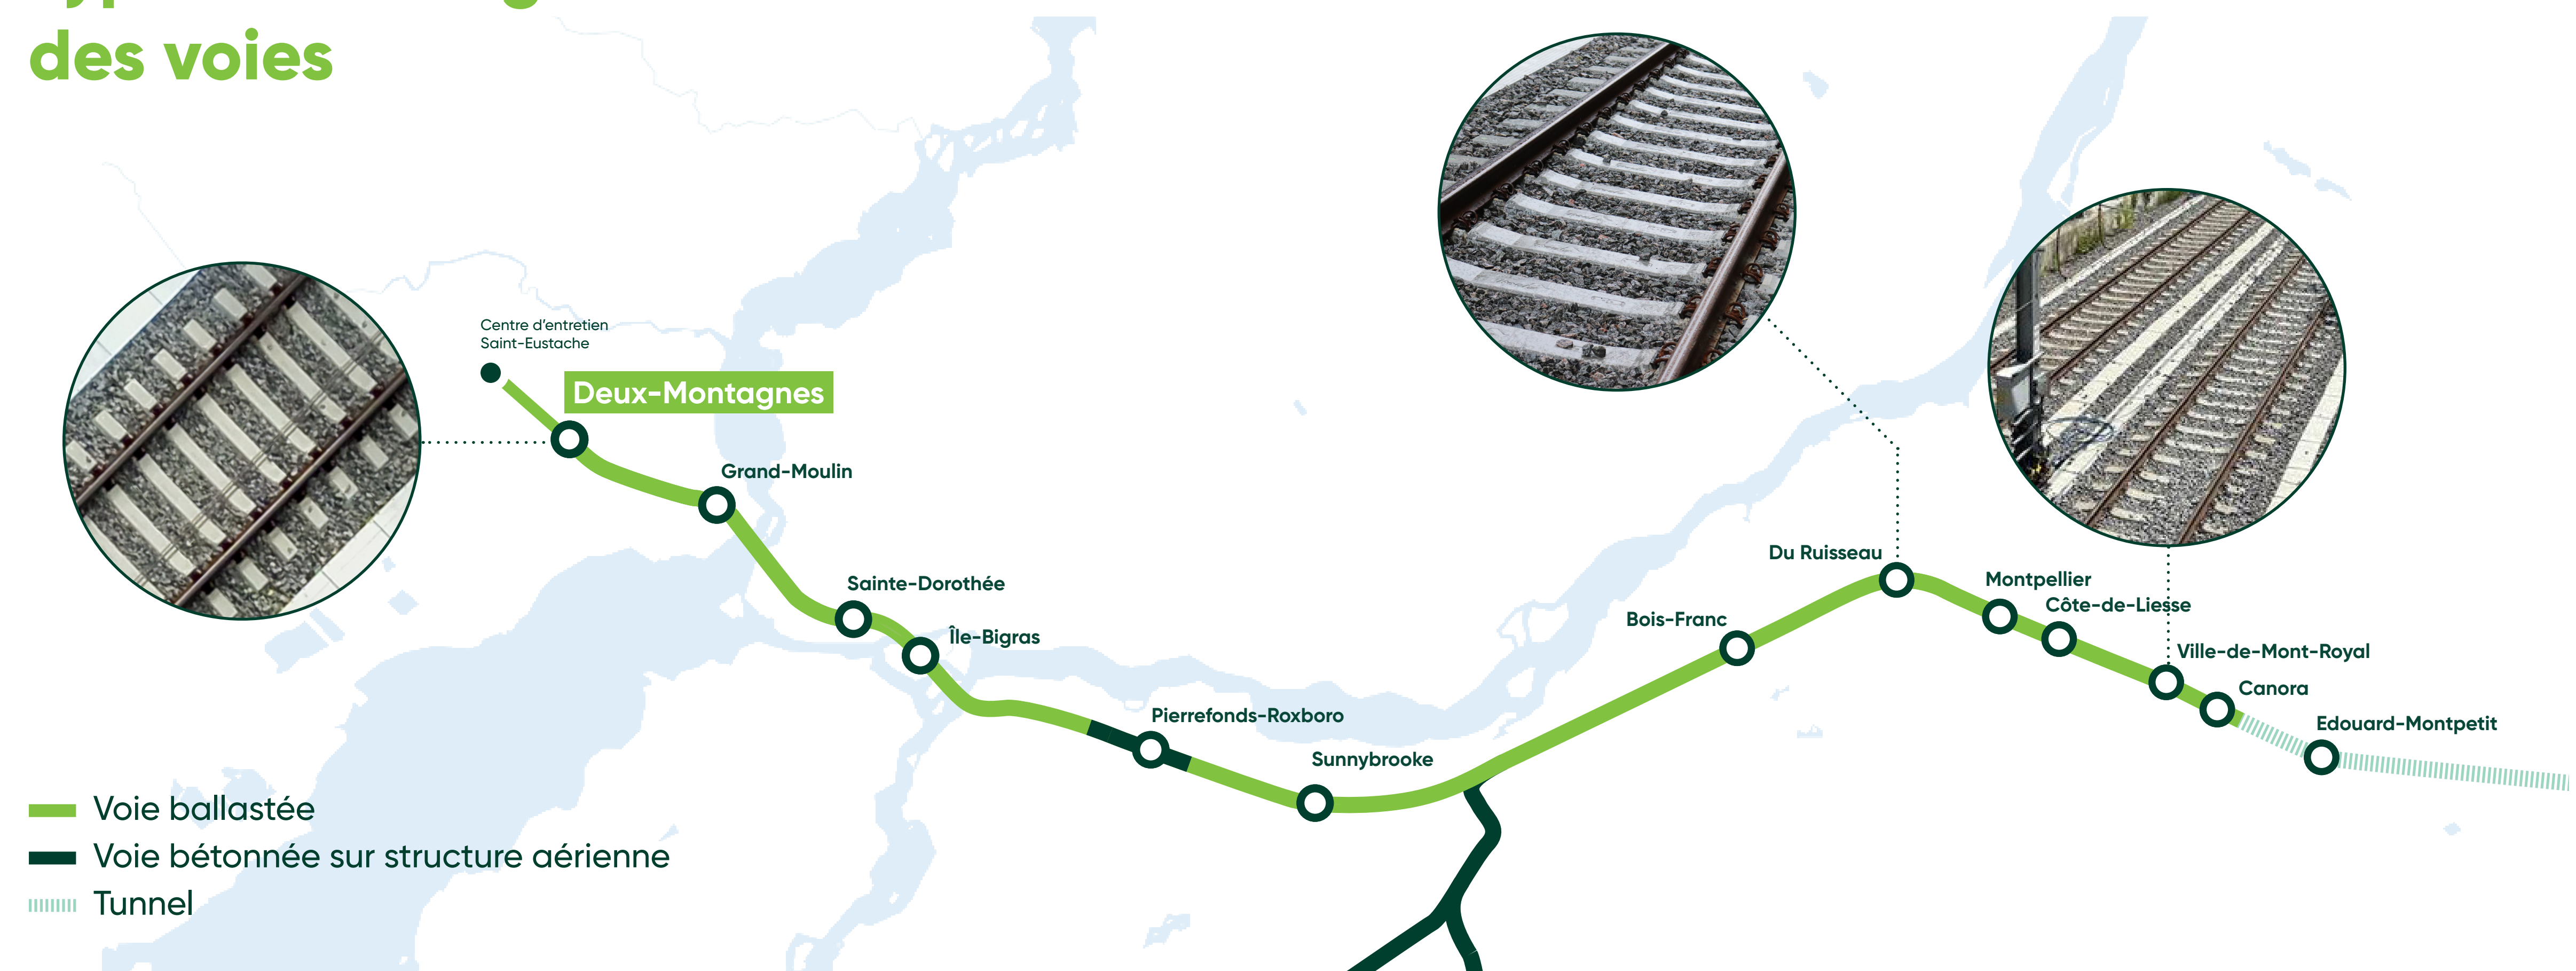 des voies
Centre d'entretien
Saint-Eustache
Deux-Montagnes
Grand-Moulin
Sainte-Dorothée
Île-Bigras
Pierrefonds-Roxboro
Sunnybrooke
Bois-Franc
Du Ruisseau
Montpellier
Côte-de-Liesse
Ville-de-Mont-Royal
Canora
Edouard-Montpetit
Voie ballastée
Voie bétonnée sur structure aérienne
Tunnel